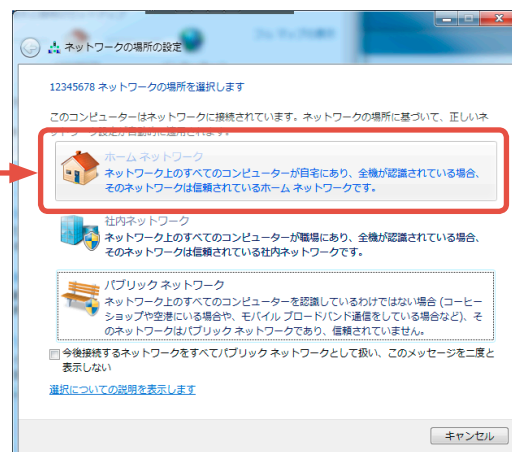 ネットワークの場所の設定
12345678 ネットワークの場所を選択します
このコンピューターはネットワークに接続されています。ネットワークの場所に基づいて、正しいネ
ットワーク設定が自動的に適用されます。
ホーム ネットワーク
ネットワーク上のすべてのコンピューターが自宅にあり、全機が認識されている場合、
そのネットワークは信頼されているホーム ネットワークです。
社内ネットワーク
ネットワーク上のすべてのコンピューターが職場にあり、全機が認識されている場合、
そのネットワークは信頼されている社内ネットワークです。
パブリック ネットワーク
ネットワーク上のすべてのコンピューターを認識しているわけではない場合 (コーヒー
ショップや空港にいる場合や、モバイル ブロードバンド通信をしている場合など)、そ
のネットワークはパブリック ネットワークであり、信頼されていません。
今後接続するネットワークをすべてパブリック ネットワークとして扱い、このメッセージを二度と
表示しない
選択についての説明を表示します
キャンセル